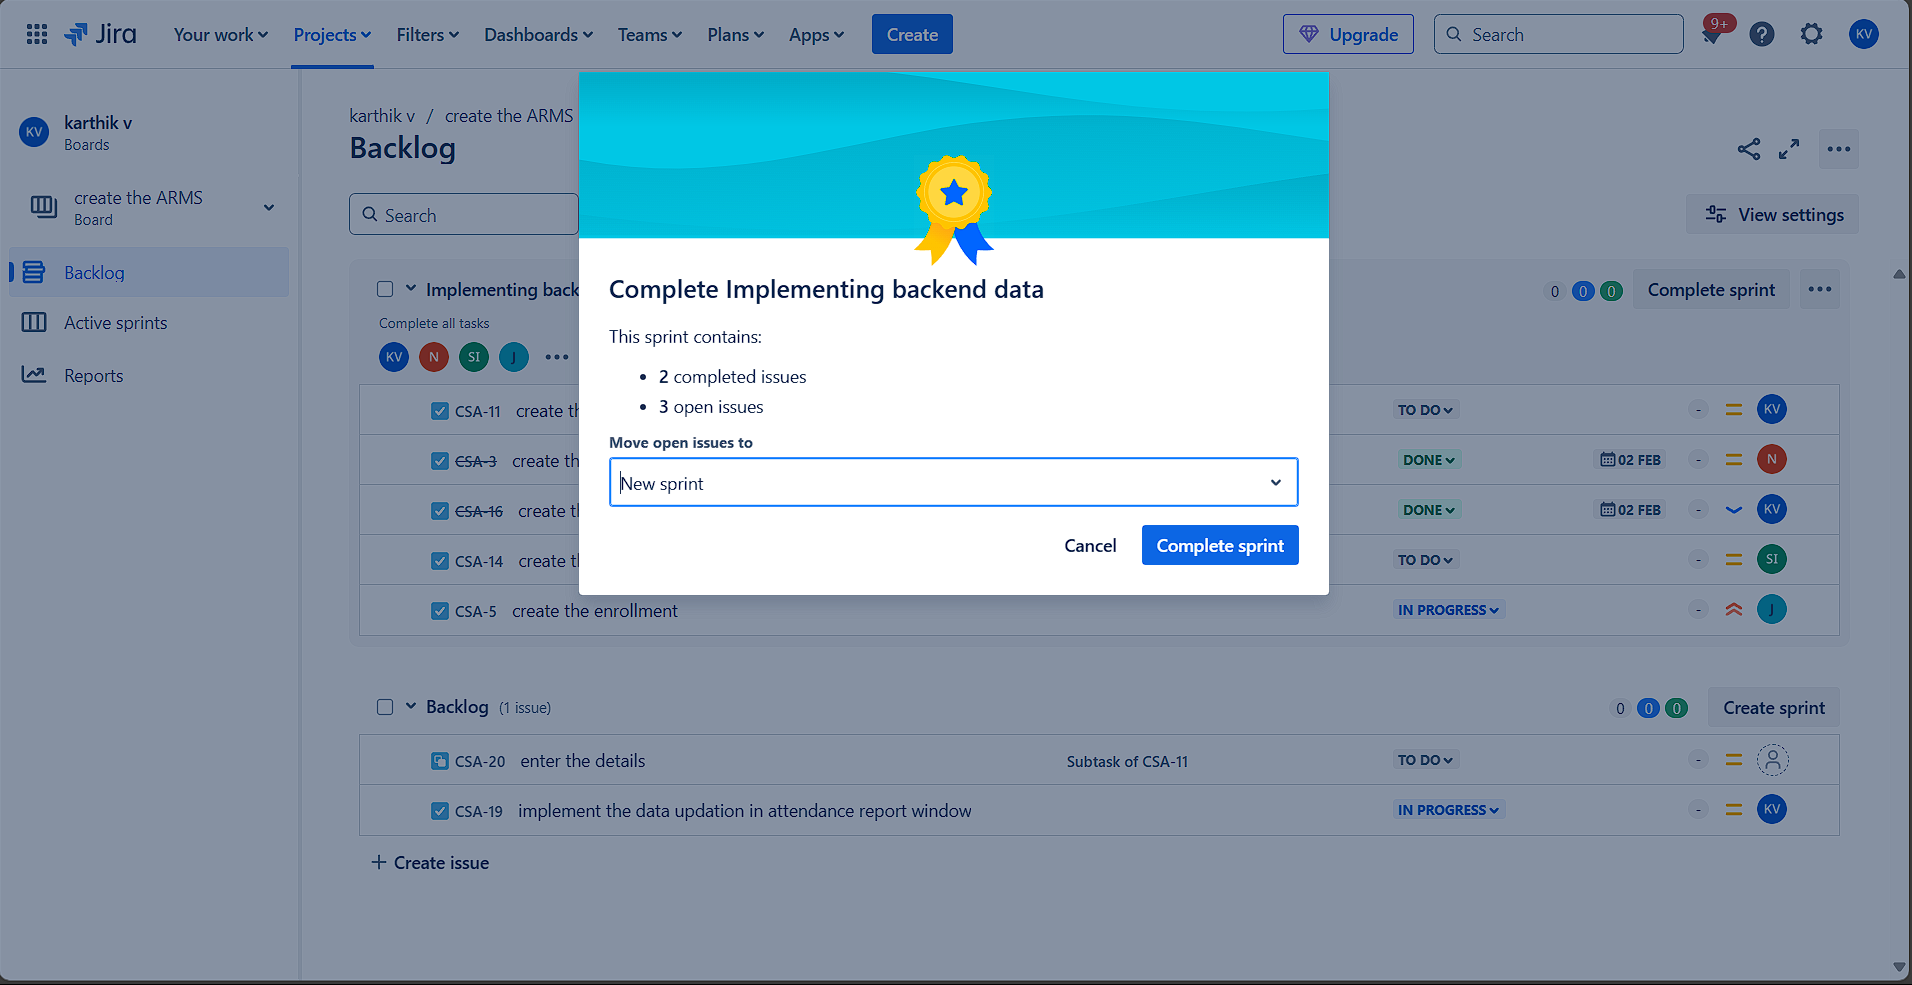 Jira Your work Projects Filters Dashboards Teams Plans Apps Create Upgrade Search 9+ KV
KV karthik v
Boards
create the ARMS
Board
Backlog
Active sprints
Reports
karthik v / create the ARMS
Backlog
Search
View settings
Complete Implementing backend data
This sprint contains:
• 2 completed issues
• 3 open issues
Move open issues to
New sprint
Cancel Complete sprint
Implementing back 0 0 0 Complete sprint
Complete all tasks
KV N SI J
CSA-11 create th TO DO - KV
CSA-3 create th DONE 02 FEB - N
CSA-16 create t DONE 02 FEB - KV
CSA-14 create t TO DO - SI
CSA-5 create the enrollment IN PROGRESS - J
Backlog (1 issue) 0 0 0 Create sprint
CSA-20 enter the details Subtask of CSA-11 TO DO -
CSA-19 implement the data updation in attendance report window IN PROGRESS - KV
+ Create issue